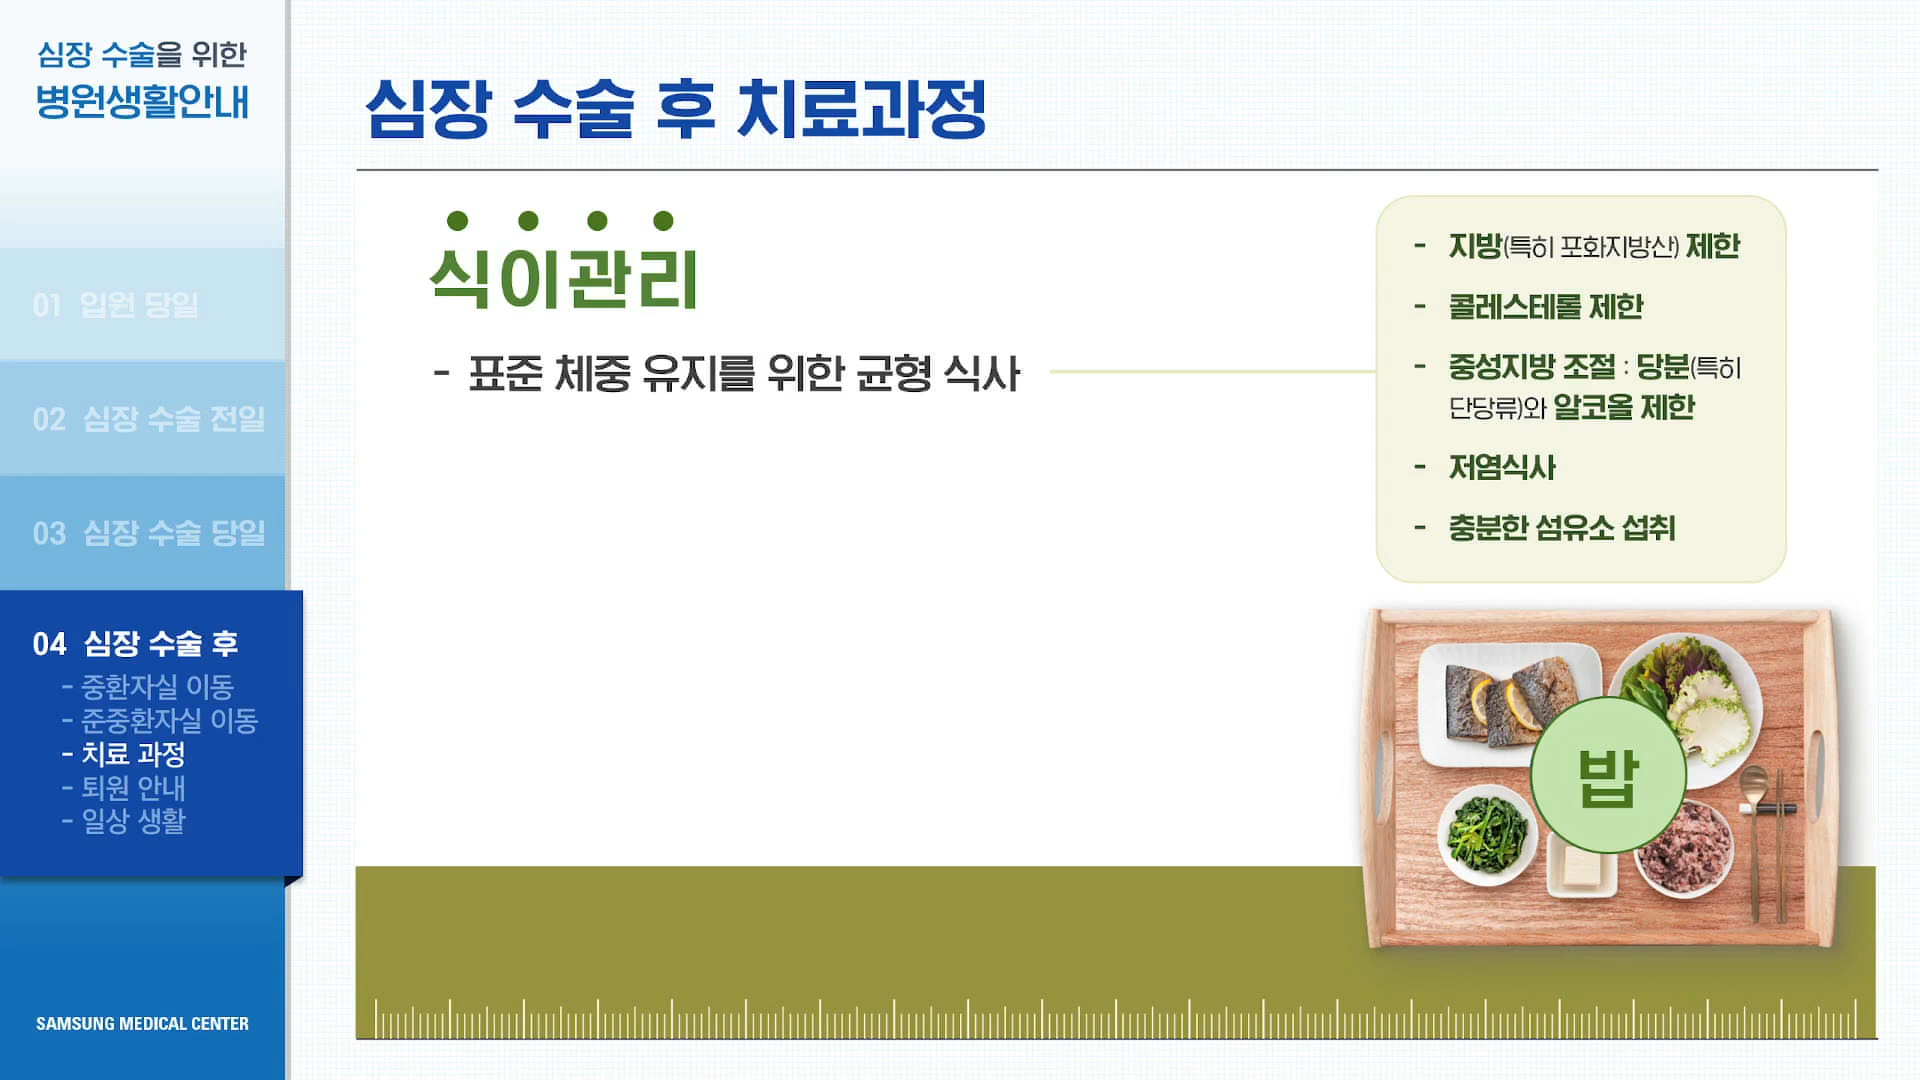 심장 수술을 위한
병원생활안내
01 입원 당일
02 심장 수술 전일
03 심장 수술 당일
04 심장 수술 후
- 중환자실 이동
- 준중환자실 이동
- 치료 과정
- 퇴원 안내
- 일상 생활
SAMSUNG MEDICAL CENTER
심장 수술 후 치료과정
식이관리
- 표준 체중 유지를 위한 균형 식사
- 지방(특히 포화지방산) 제한
- 콜레스테롤 제한
- 중성지방 조절 : 당분(특히
단당류)와 알코올 제한
- 저염식사
- 충분한 섬유소 섭취
밥